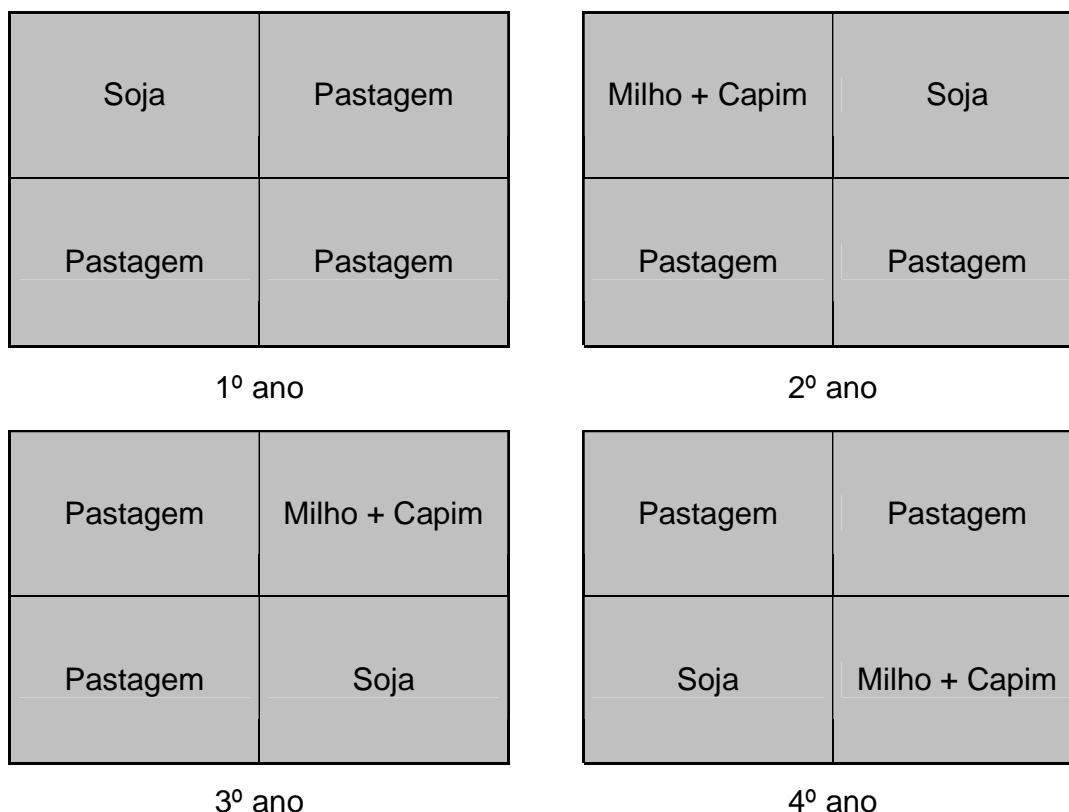 Soja
Pastagem
Pastagem
Pastagem
1º ano
Milho + Capim
Soja
Pastagem
Pastagem
2º ano
Pastagem
Milho + Capim
Pastagem
Soja
3º ano
Pastagem
Pastagem
Soja
Milho + Capim
4º ano